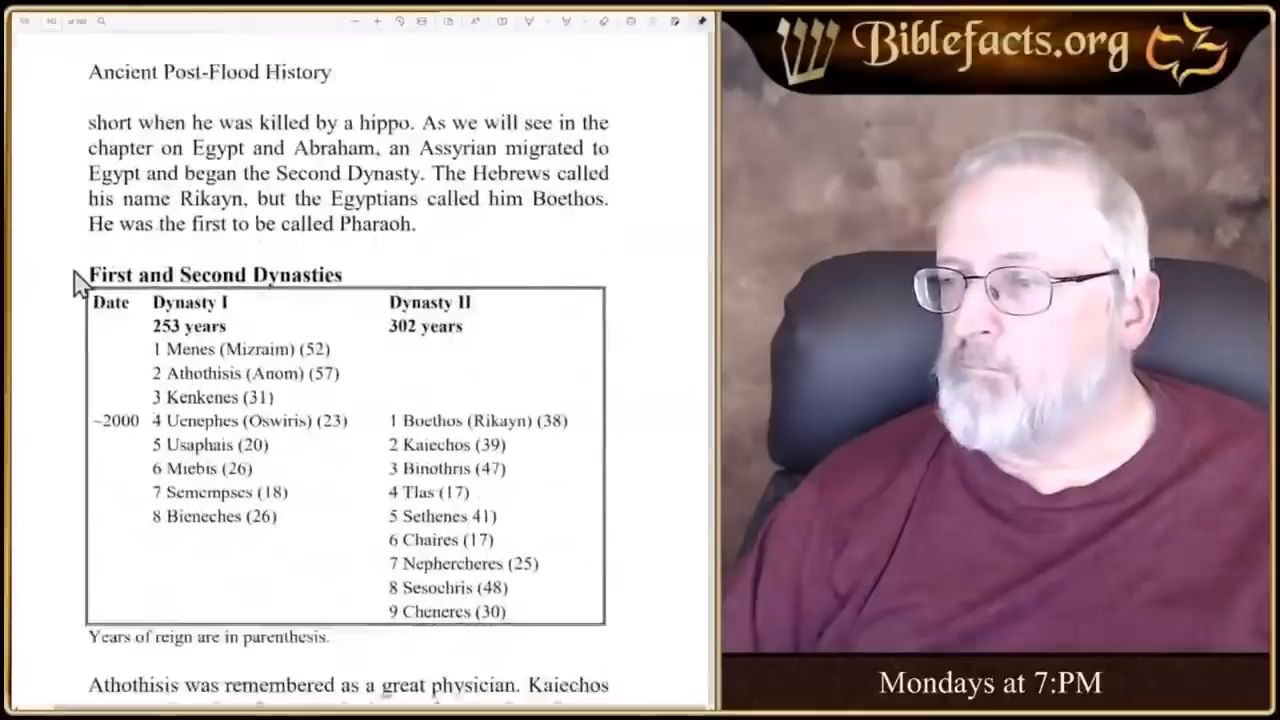 Biblefacts.org
Ancient Post-Flood History
short when he was killed by a hippo. As we will see in the
chapter on Egypt and Abraham, an Assyrian migrated to
Egypt and began the Second Dynasty. The Hebrews called
his name Rikayn, but the Egyptians called him Boethos.
He was the first to be called Pharaoh.
First and Second Dynasties
Date Dynasty I Dynasty II
253 years 302 years
1 Menes (Mizraim) (52)
2 Athothisis (Anom) (57)
3 Kenkenes (31)
~2000 4 Uenephes (Oswiris) (23) 1 Boethos (Rikayn) (38)
5 Usaphais (20) 2 Kaiechos (39)
6 Miebis (26) 3 Binothris (47)
7 Semempses (18) 4 Tlas (17)
8 Bieneches (26) 5 Sethenes 41)
6 Chaires (17)
7 Nephercheres (25)
8 Sesochris (48)
9 Cheneres (30)
Years of reign are in parenthesis.
Athothisis was remembered as a great physician. Kaiechos
Mondays at 7:PM